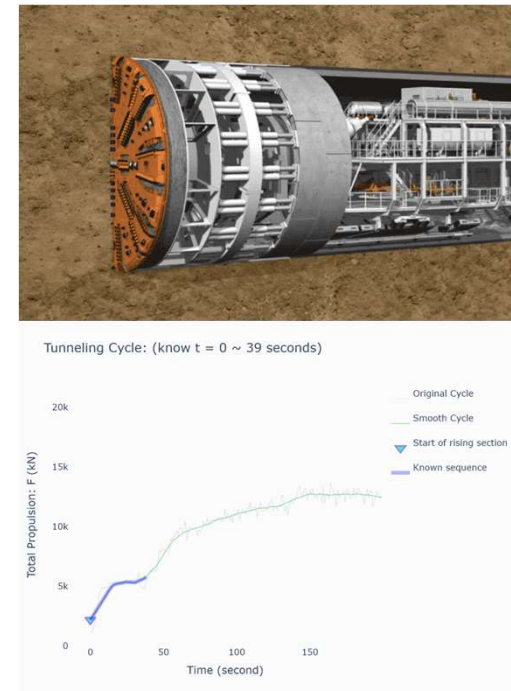 Tunneling Cycle: (know t = 0 ~ 39 seconds)
Original Cycle
Smooth Cycle
Start of rising section
Known sequence
Total Propulsion: F (kN)
20k
15k
10k
5k
0
0 50 100 150
Time (second)